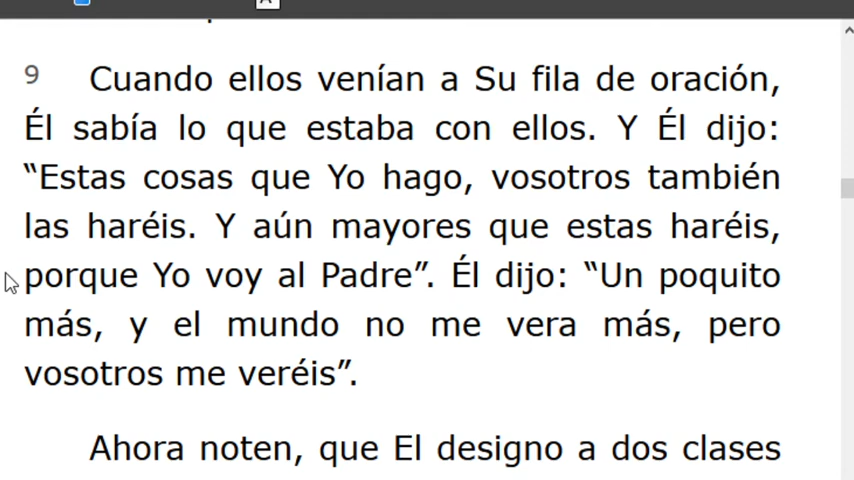 9 Cuando ellos venían a Su fila de oración,
Él sabía lo que estaba con ellos. Y Él dijo:
“Estas cosas que Yo hago, vosotros también
las haréis. Y aún mayores que estas haréis,
porque Yo voy al Padre”. Él dijo: “Un poquito
más, y el mundo no me vera más, pero
vosotros me veréis”.
Ahora noten, que El designo a dos clases